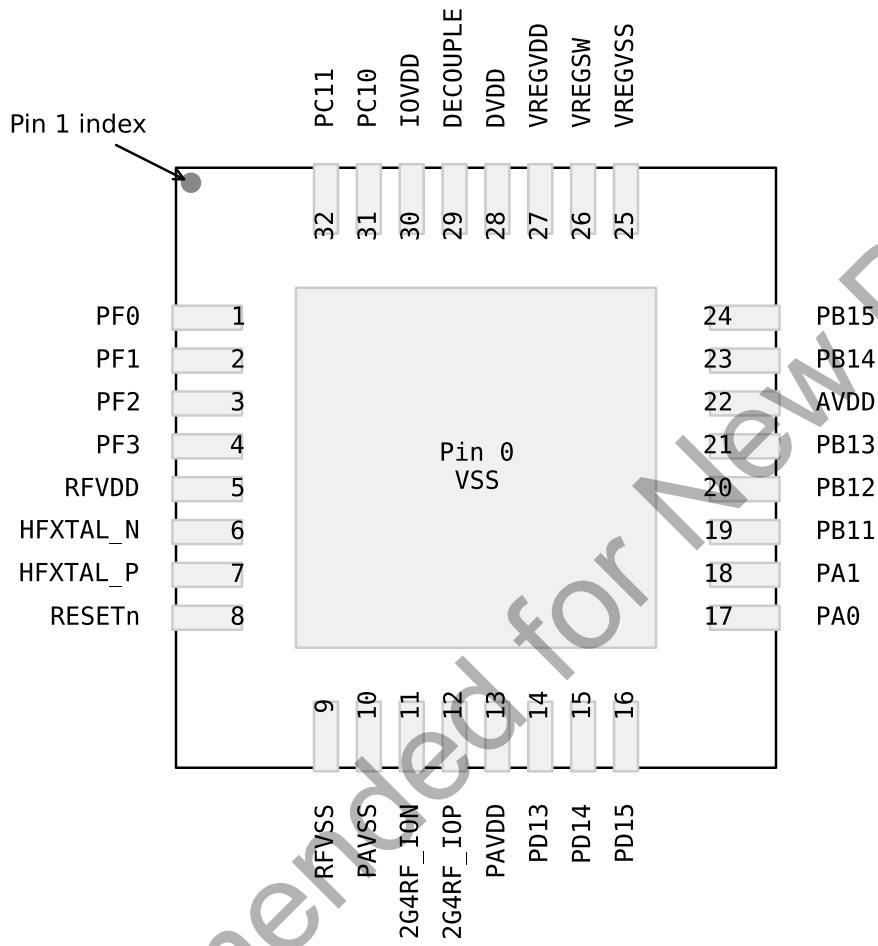 PC11
PC10
IOVDD
DECOUPLE
DVDD
VREGVDD
VREGSW
VREGVSS
Pin 1 index
32
31
30
29
28
27
26
25
PF0 1
24 PB15
PF1 2
23 PB14
PF2 3
22 AVDD
PF3 4
21 PB13
RFVDD 5
20 PB12
HFXTAL_N 6
19 PB11
HFXTAL_P 7
18 PA1
RESETn 8
17 PA0
Pin 0
VSS
9
10
11
12
13
14
15
16
RFVSS
PAVSS
2G4RF_ION
2G4RF_IOP
PAVDD
PD13
PD14
PD15
for New